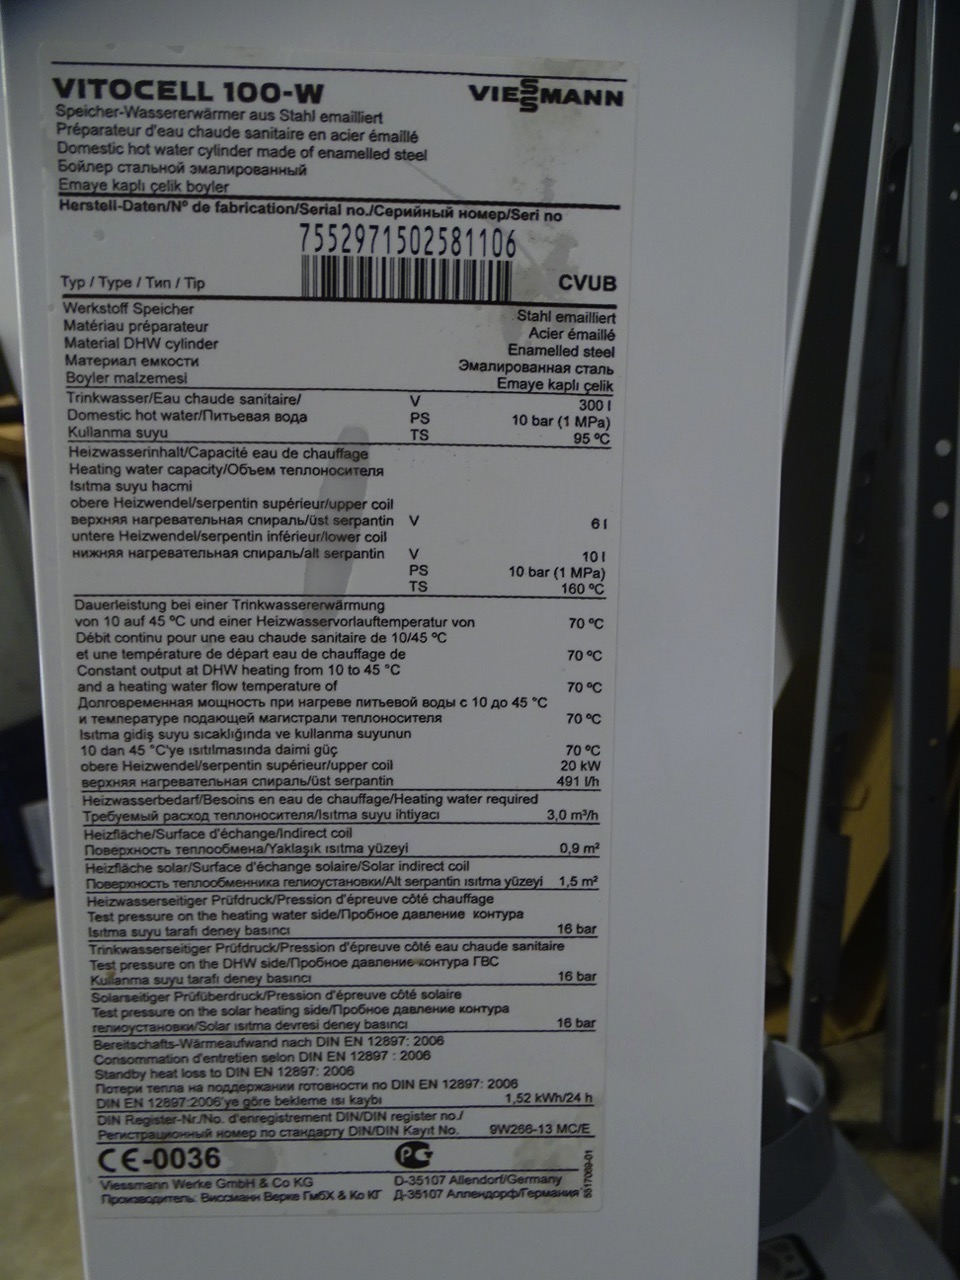 VITOCELL 100-W
VIESSMANN
Speicher-Wassererwärmer aus Stahl emailliert
Préparateur d'eau chaude sanitaire en acier émaillé
Domestic hot water cylinder made of enamelled steel
Бойлер стальной эмалированный
Emaye kaplı çelik boyler
Herstell-Daten/Nº de fabrication/Serial no./Серийный номер/Seri no
7552971502581106
Typ / Type / Тип / Tip CVUB
Werkstoff Speicher Stahl emailliert
Matériau préparateur Acier émaillé
Material DHW cylinder Enamelled steel
Материал емкости Эмалированная сталь
Boyler malzemesi Emaye kaplı çelik
Trinkwasser/Eau chaude sanitaire/ V 300 l
Domestic hot water/Питьевая вода PS 10 bar (1 MPa)
Kullanma suyu TS 95 ºC
Heizwasserinhalt/Capacité eau de chauffage
Heating water capacity/Объем теплоносителя
Isıtma suyu hacmi
obere Heizwendel/serpentin supérieur/upper coil
верхняя нагревательная спираль/üst serpantin V 6 l
untere Heizwendel/serpentin inférieur/lower coil
нижняя нагревательная спираль/alt serpantin V 10 l
PS 10 bar (1 MPa)
TS 160 ºC
Dauerleistung bei einer Trinkwassererwärmung
von 10 auf 45 ºC und einer Heizwasservorlauftemperatur von 70 ºC
Débit continu pour une eau chaude sanitaire de 10/45 ºC
et une température de départ eau de chauffage de 70 ºC
Constant output at DHW heating from 10 to 45 °C
and a heating water flow temperature of 70 ºC
Долговременная мощность при нагреве питьевой воды с 10 до 45 °C
и температуре подающей магистрали теплоносителя 70 ºC
Isıtma gidiş suyu sıcaklığında ve kullanma suyunun
10 dan 45 °C'ye ısıtılmasında daimi güç 70 ºC
obere Heizwendel/serpentin supérieur/upper coil 20 kW
верхняя нагревательная спираль/üst serpantin 491 l/h
Heizwasserbedarf/Besoins en eau de chauffage/Heating water required
Требуемый расход теплоносителя/Isıtma suyu ihtiyacı 3,0 m³/h
Heizfläche/Surface d'échange/Indirect coil
Поверхность теплообмена/Yaklaşik ısıtma yüzeyi 0,9 m²
Heizfläche solar/Surface d'échange solaire/Solar indirect coil
Поверхность теплообменника гелиоустановки/Alt serpantin ısıtma yüzeyi 1,5 m²
Heizwasserseitiger Prüfdruck/Pression d'épreuve côté chauffage
Test pressure on the heating water side/Пробное давление контура
Isıtma suyu tarafı deney basıncı 16 bar
Trinkwasserseitiger Prüfdruck/Pression d'épreuve côté eau chaude sanitaire
Test pressure on the DHW side/Пробное давление контура ГВС
Kullanma suyu tarafı deney basıncı 16 bar
Solarseitiger Prüfüberdruck/Pression d'épreuve côté solaire
Test pressure on the solar heating side/Пробное давление контура
гелиоустановки/Solar ısıtma devresi deney basıncı 16 bar
Bereitschafts-Wärmeaufwand nach DIN EN 12897: 2006
Consommation d'entretien selon DIN EN 12897 : 2006
Standby heat loss to DIN EN 12897: 2006
Потери тепла на поддержании готовности по DIN EN 12897: 2006
DIN EN 12897:2006'ye göre bekleme ısı kaybı 1,52 kWh/24 h
DIN Register-Nr./No. d'enregistrement DIN/DIN register no./
Регистрационный номер по стандарту DIN/DIN Kayıt No. 9W266-13 MC/E
CE-0036
Viessmann Werke GmbH & Co KG D-35107 Allendorf/Germany
Производитель: Виссманн Верке ГмбХ & Ко КГ Д-35107 Аллендорф/Германия
5517069-01